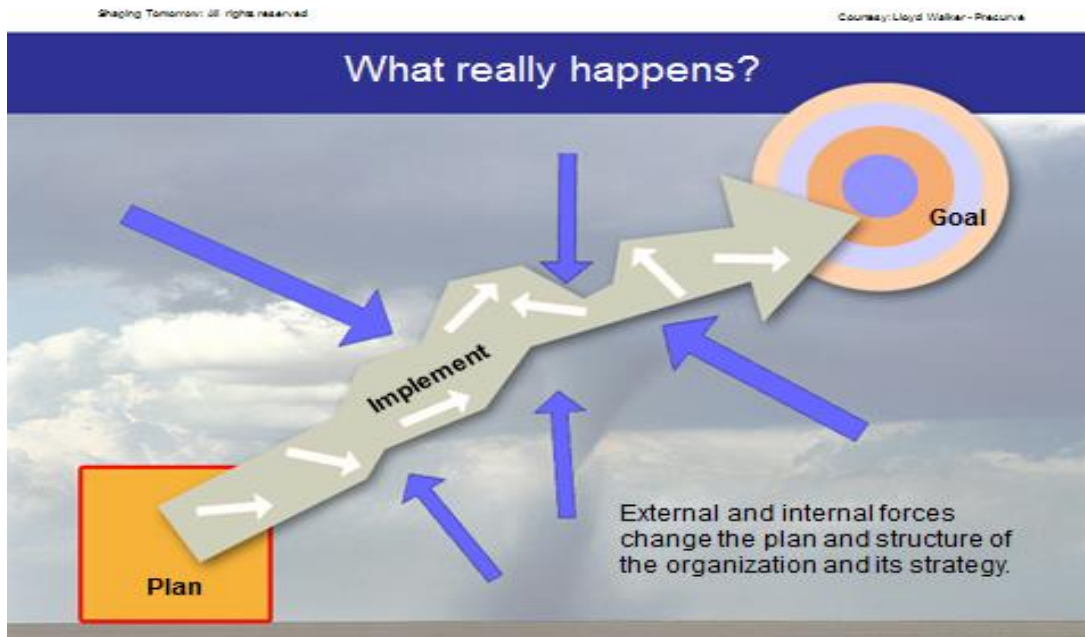 Shaping Tomorrow: All rights reserved
Courtesy: Lloyd Walker - Precurve
What really happens?
Goal
Implement
Plan
External and internal forces
change the plan and structure of
the organization and its strategy.